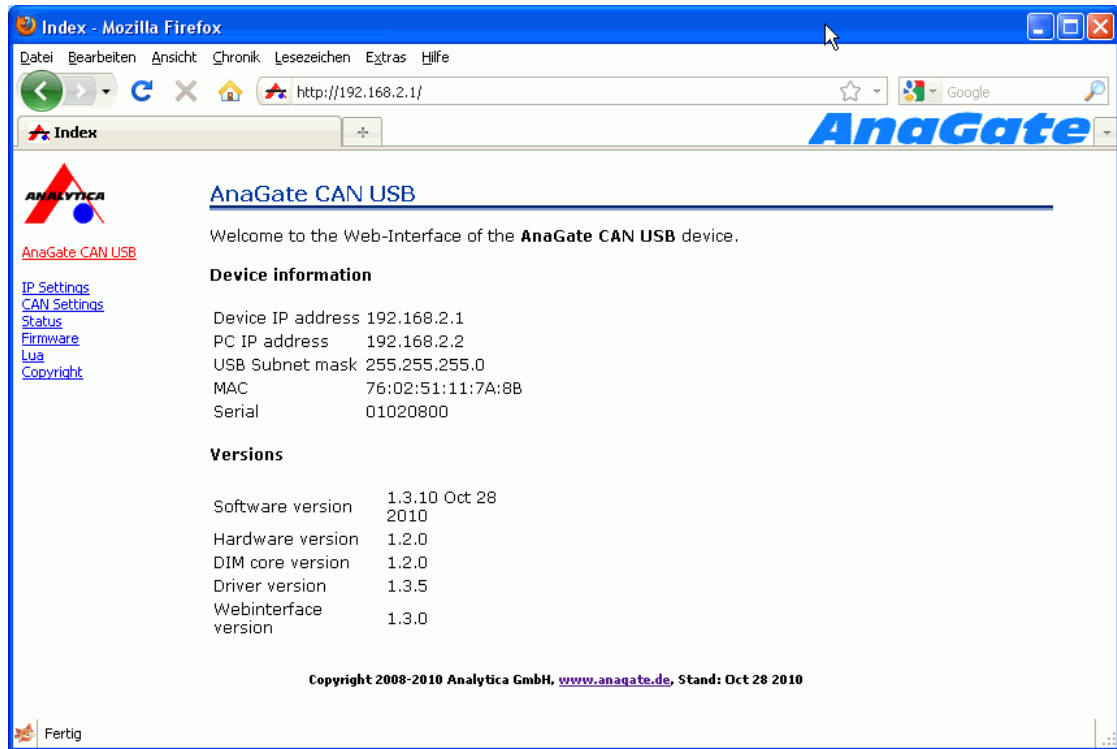 Index - Mozilla Firefox
Datei Bearbeiten Ansicht Chronik Lesezeichen Extras Hilfe
http://192.168.2.1/
Google
Index
AnaGate
ANALYTICA
AnaGate CAN USB
IP Settings
CAN Settings
Status
Firmware
Lua
Copyright
AnaGate CAN USB
Welcome to the Web-Interface of the AnaGate CAN USB device.
Device information
Device IP address 192.168.2.1
PC IP address 192.168.2.2
USB Subnet mask 255.255.255.0
MAC 76:02:51:11:7A:8B
Serial 01020800
Versions
Software version 1.3.10 Oct 28
2010
Hardware version 1.2.0
DIM core version 1.2.0
Driver version 1.3.5
Webinterface
version 1.3.0
Copyright 2008-2010 Analytica GmbH, www.anagate.de, Stand: Oct 28 2010
Fertig